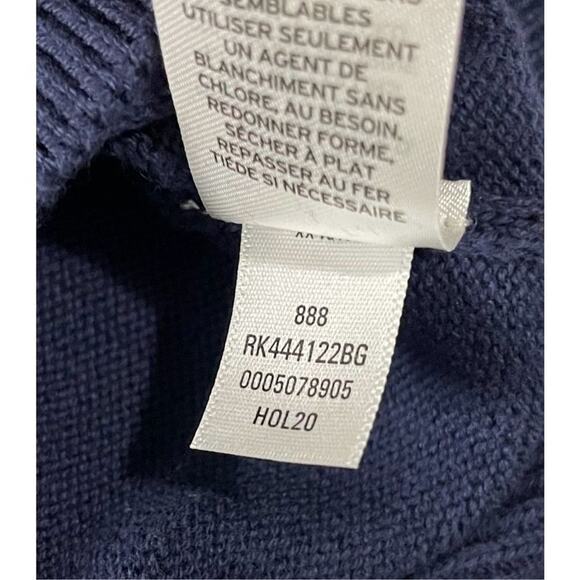 SEMBLABLES
UTILISER SEULEMENT
UN AGENT DE
BLANCHIMENT SANS
CHLORE, AU BESOIN.
REDONNER FORME,
SÉCHER À PLAT
REPASSER AU FER
TIÈDE SI NÉCESSAIRE
888
RK444122BG
0005078905
HOL20